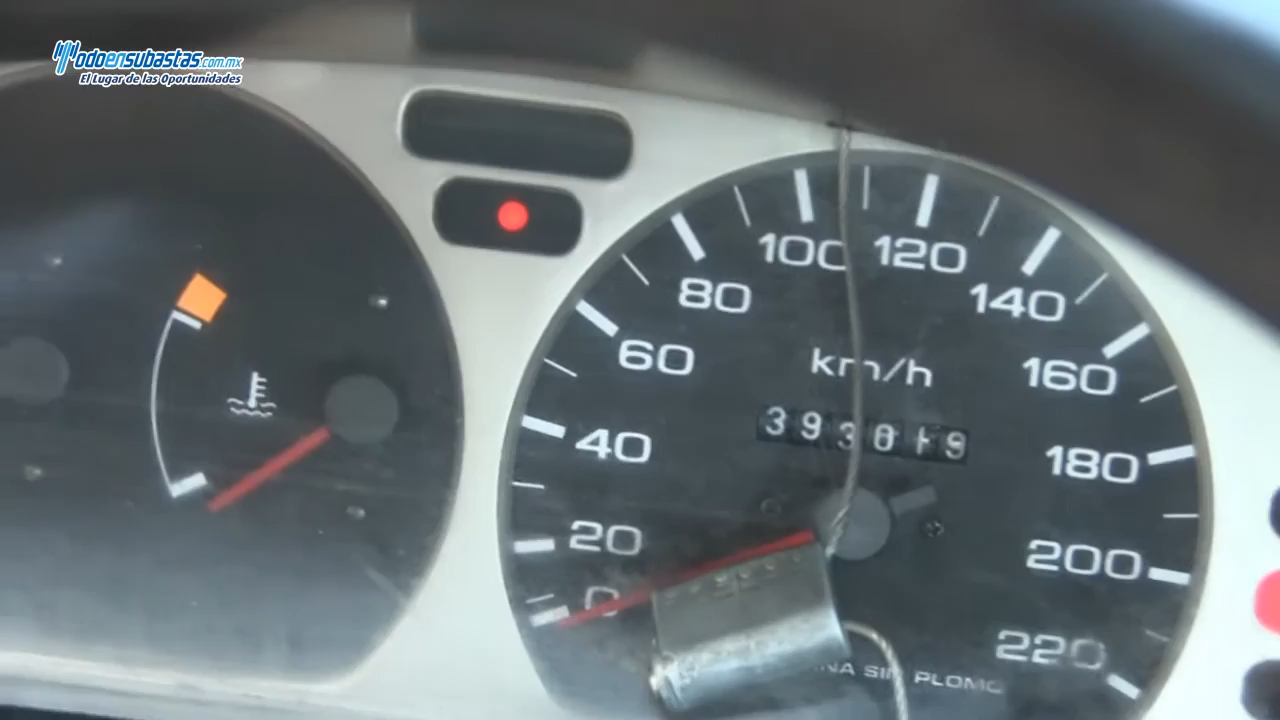 Todoensubastas.com.mx
El Lugar de las Oportunidades
100 120
80 140
60 km/h 160
40 180
20 200
0 220
SIN PLOMO